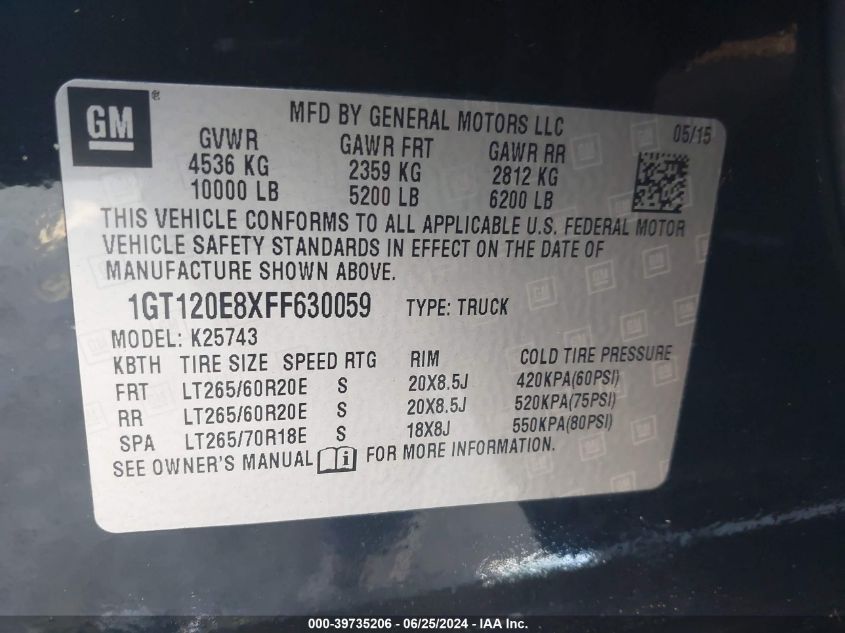 GM ®
MFD BY GENERAL MOTORS LLC 05/15
GVWR GAWR FRT GAWR RR
4536 KG 2359 KG 2812 KG
10000 LB 5200 LB 6200 LB
THIS VEHICLE CONFORMS TO ALL APPLICABLE U.S. FEDERAL MOTOR
VEHICLE SAFETY STANDARDS IN EFFECT ON THE DATE OF
MANUFACTURE SHOWN ABOVE.
1GT120E8XFF630059 TYPE: TRUCK
MODEL: K25743
KBTH TIRE SIZE SPEED RTG RIM COLD TIRE PRESSURE
FRT LT265/60R20E S 20X8.5J 420KPA(60PSI)
RR LT265/60R20E S 20X8.5J 520KPA(75PSI)
SPA LT265/70R18E S 18X8J 550KPA(80PSI)
SEE OWNER'S MANUAL i FOR MORE INFORMATION.
000-39735206 - 06/25/2024 - IAA Inc.